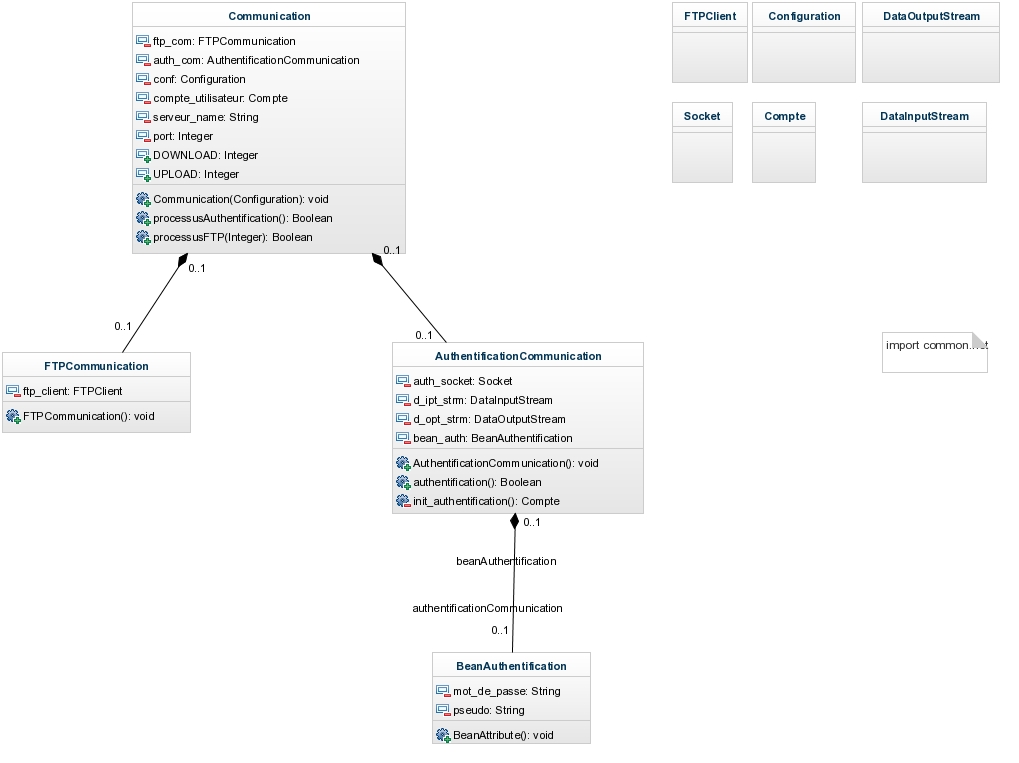 Communication
ftp_com: FTPCommunication
auth_com: AuthentificationCommunication
conf: Configuration
compte_utilisateur: Compte
serveur_name: String
port: Integer
DOWNLOAD: Integer
UPLOAD: Integer
Communication(Configuration): void
processusAuthentification(): Boolean
processusFTP(Integer): Boolean
FTPClient
Configuration
DataOutputStream
Socket
Compte
DataInputStream
0..1
0..1
0..1
0..1
import common.
FTPCommunication
ftp_client: FTPClient
FTPCommunication(): void
AuthentificationCommunication
auth_socket: Socket
d_ipt_strm: DataInputStream
d_opt_strm: DataOutputStream
bean_auth: BeanAuthentification
AuthentificationCommunication(): void
authentification(): Boolean
init_authentification(): Compte
0..1
beanAuthentification
authentificationCommunication
0..1
BeanAuthentification
mot_de_passe: String
pseudo: String
BeanAttribute(): void